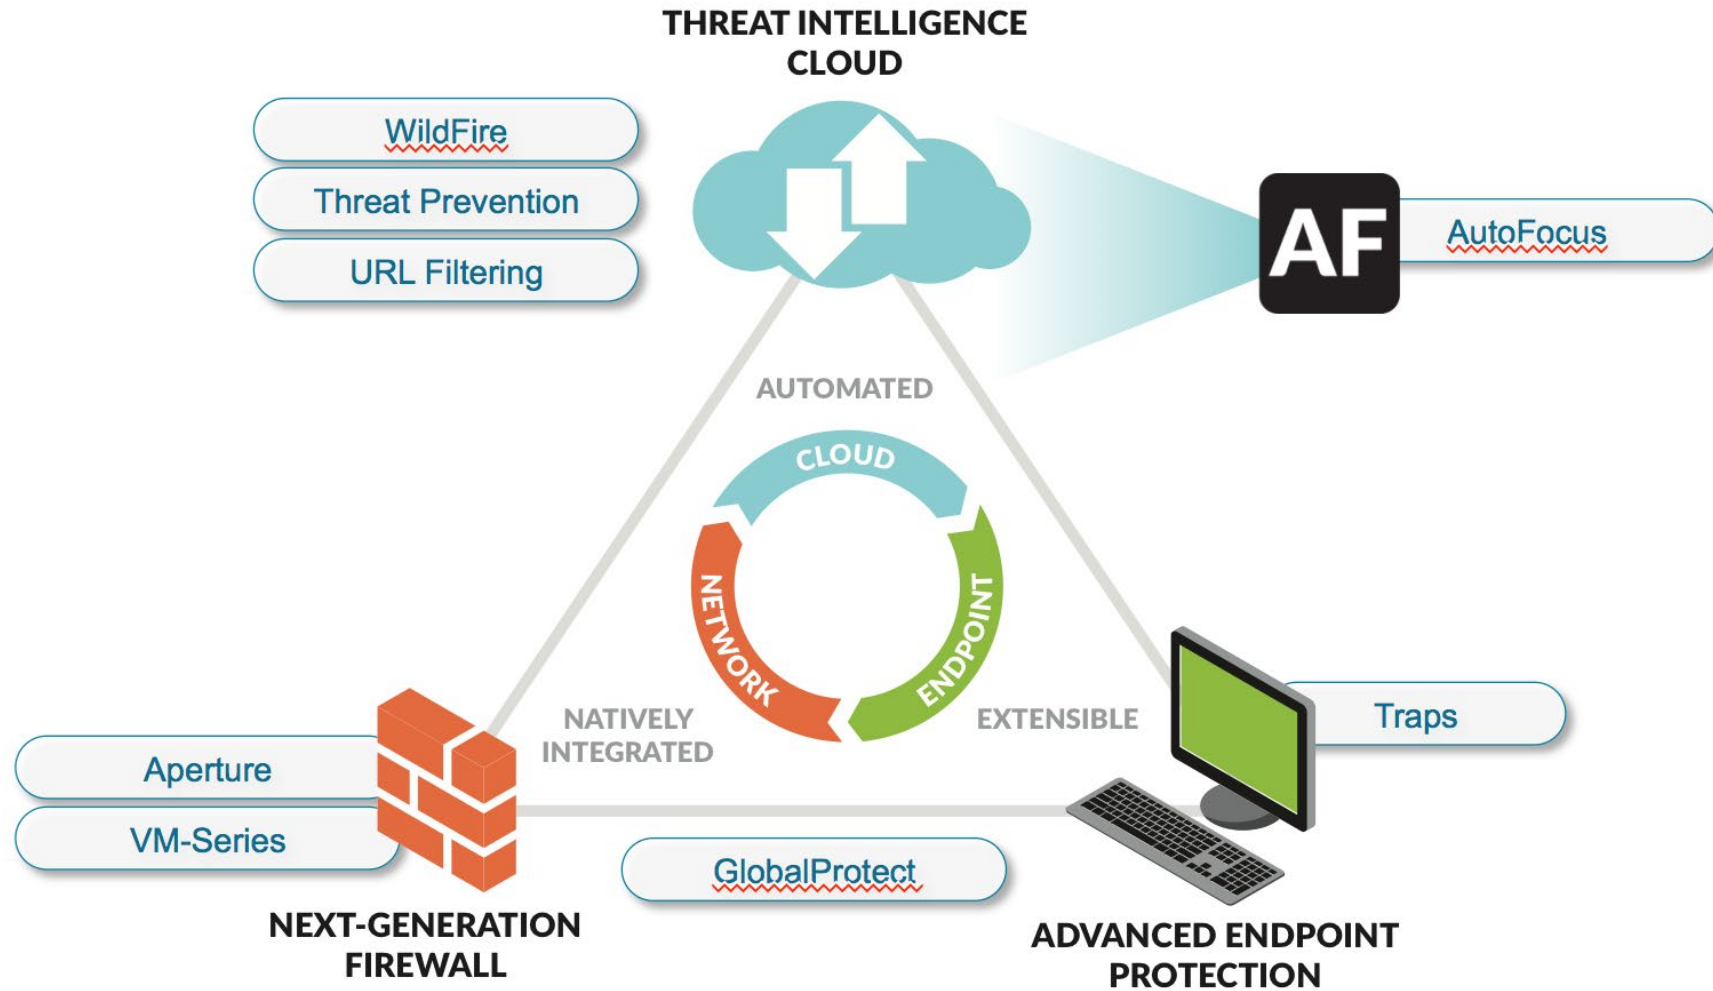 THREAT INTELLIGENCE
CLOUD
WildFire
Threat Prevention
URL Filtering
AF
AutoFocus
AUTOMATED
CLOUD
NETWORK
ENDPOINT
NATIVELY
INTEGRATED
EXTENSIBLE
Traps
Aperture
VM-Series
GlobalProtect
NEXT-GENERATION
FIREWALL
ADVANCED ENDPOINT
PROTECTION